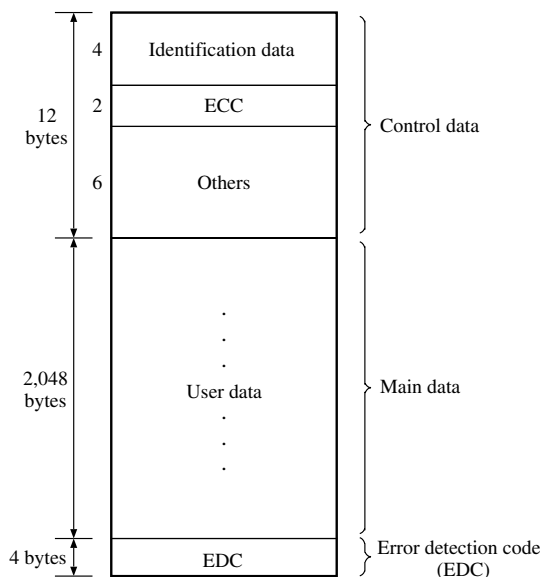 4
Identification data
12
bytes
2
ECC
Control data
6
Others
2,048
bytes
User data
Main data
4 bytes
EDC
Error detection code
(EDC)